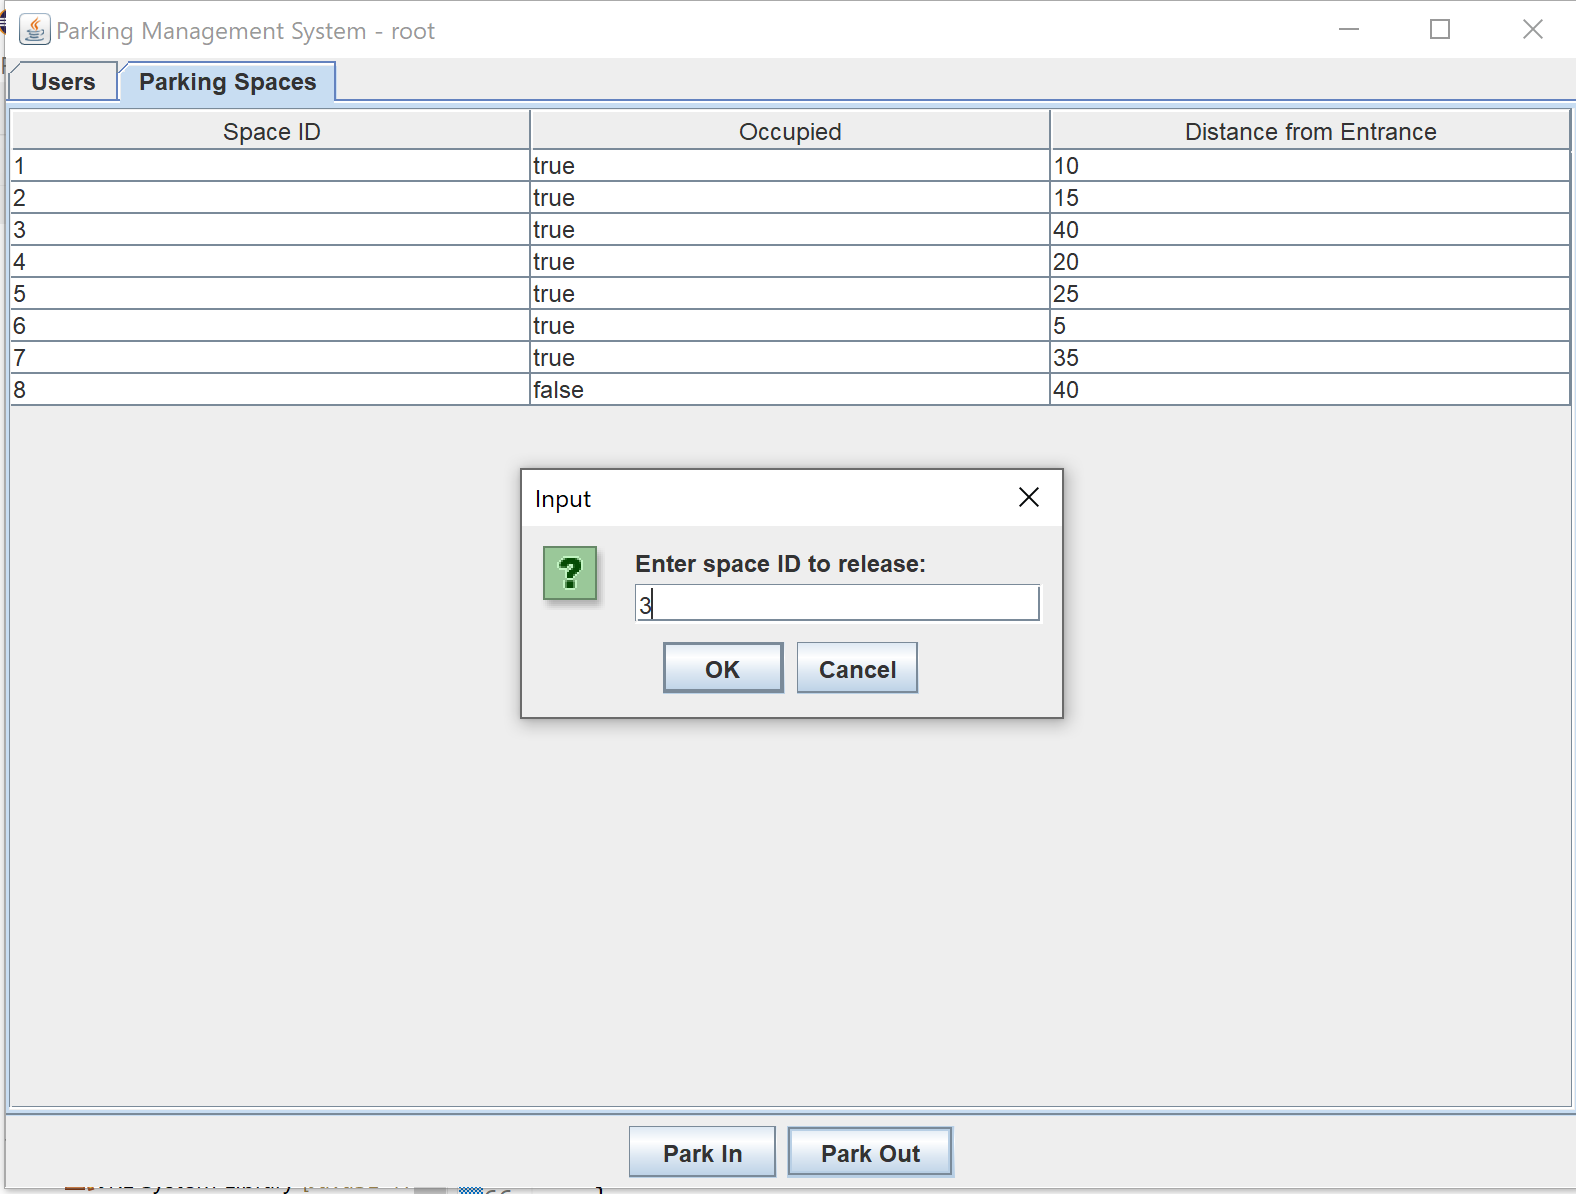 Parking Management System - root
Users Parking Spaces
Space ID Occupied Distance from Entrance
1 true 10
2 true 15
3 true 40
4 true 20
5 true 25
6 true 5
7 true 35
8 false 40
Input
?
Enter space ID to release:
3
OK Cancel
Park In Park Out